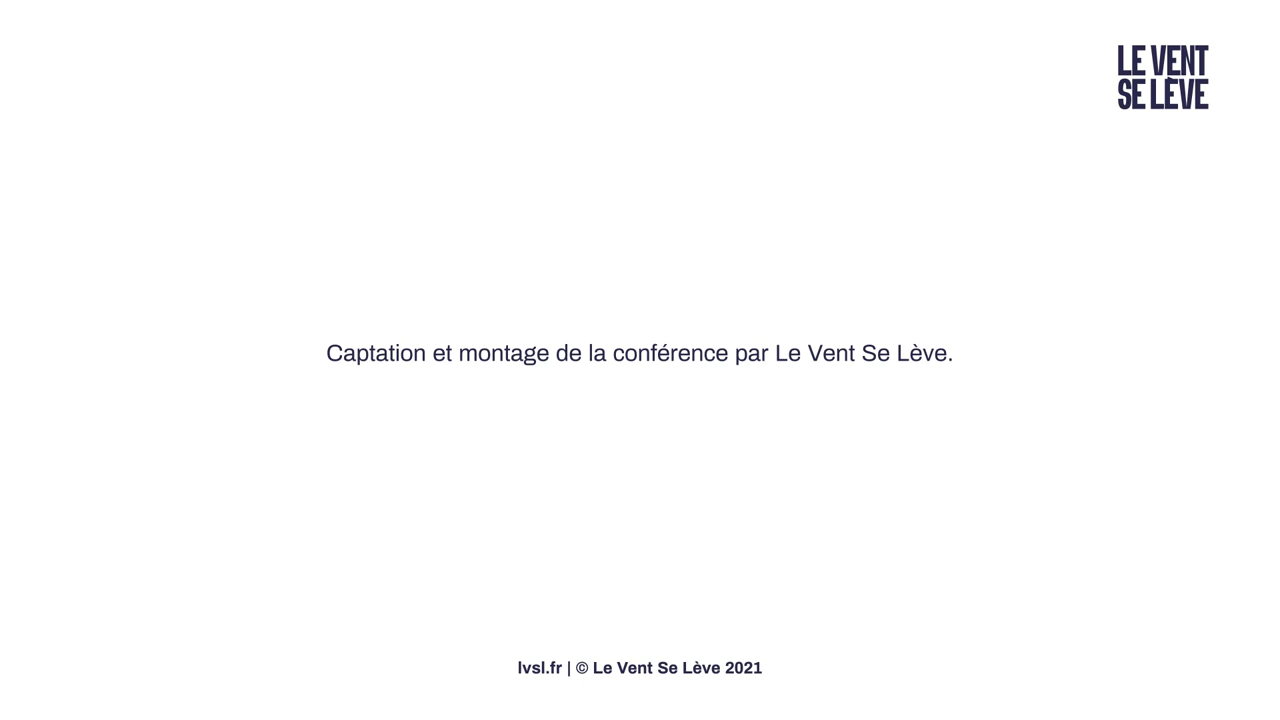 LE VENT
SE LÈVE
Captation et montage de la conférence par Le Vent Se Lève.
lvsl.fr | © Le Vent Se Lève 2021